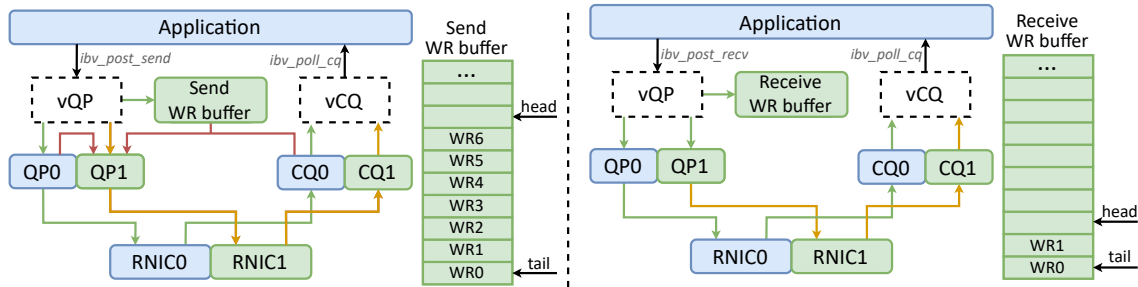 Application
ibv_post_send
ibv_poll_cq
vQP
Send
WR buffer
vCQ
QP0
QP1
CQ0
CQ1
RNIC0
RNIC1
Send
WR buffer
...
head
WR6
WR5
WR4
WR3
WR2
WR1
WR0
tail
Application
ibv_post_recv
ibv_poll_cq
vQP
Receive
WR buffer
vCQ
QP0
QP1
CQ0
CQ1
RNIC0
RNIC1
Receive
WR buffer
...
head
WR1
WR0
tail